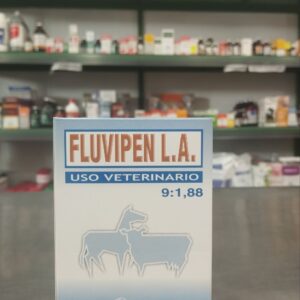 FLUVIPEN L.A.
USO VETERINARIO
9:1,88